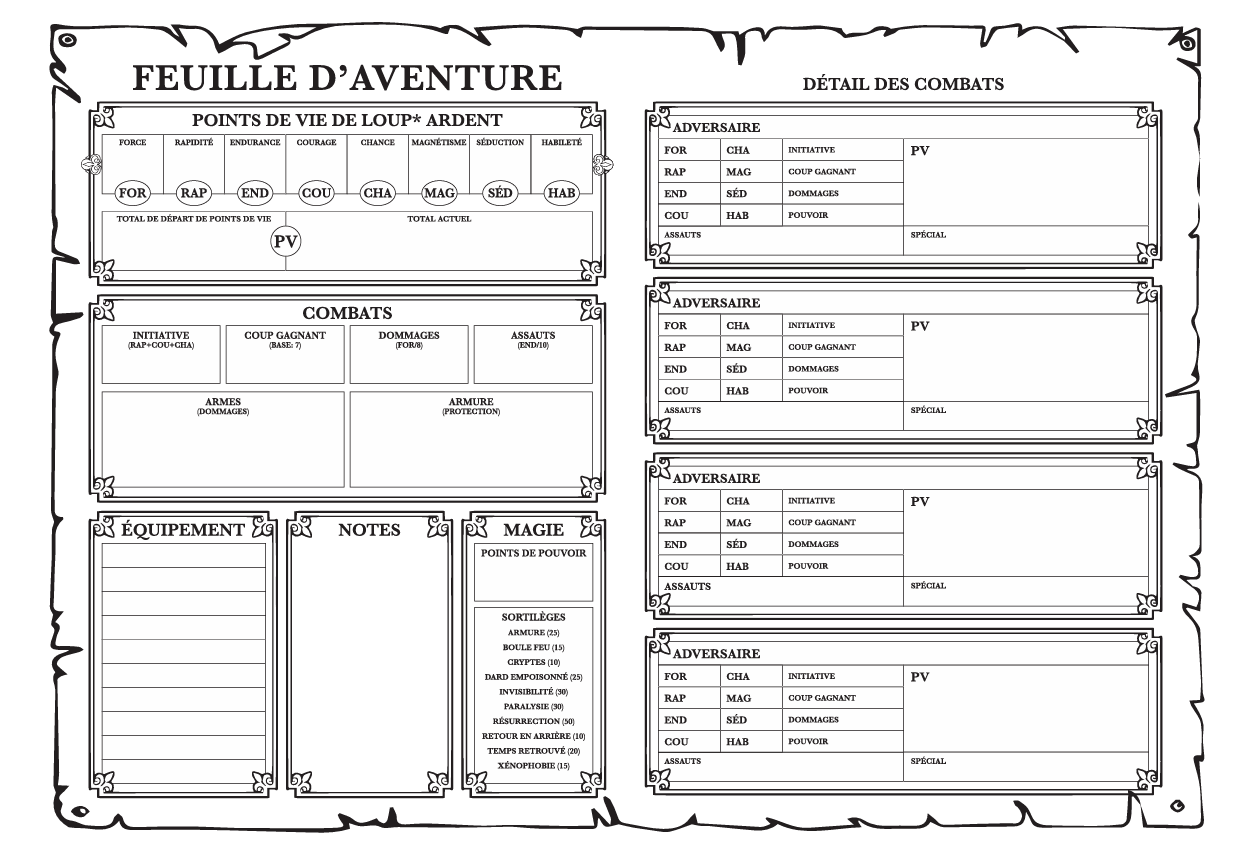 FEUILLE D’AVENTURE
POINTS DE VIE DE LOUP* ARDENT
FORCE RAPIDITÉ ENDURANCE COURAGE CHANCE MAGNÉTISME SÉDUCTION HABILETÉ
FOR RAP END COU CHA MAG SÉD HAB
TOTAL DE DÉPART DE POINTS DE VIE TOTAL ACTUEL
PV
COMBATS
INITIATIVE COUP GAGNANT DOMMAGES ASSAUTS
(RAP+COU+CHA) (BASE: 7) (FOR/8) (END/10)
ARMES ARMURE
(DOMMAGES) (PROTECTION)
ÉQUIPEMENT
NOTES
MAGIE
POINTS DE POUVOIR
SORTILÈGES
ARMURE (25)
BOULE FEU (15)
CRYPTES (10)
DARD EMPOISONNÉ (25)
INVISIBILITÉ (30)
PARALYSIE (30)
RÉSURRECTION (50)
RETOUR EN ARRIÈRE (10)
TEMPS RETROUVÉ (20)
XÉNOPHOBIE (15)
DÉTAIL DES COMBATS
ADVERSAIRE
FOR CHA INITIATIVE PV
RAP MAG COUP GAGNANT
END SÉD DOMMAGES
COU HAB POUVOIR
ASSAUTS SPÉCIAL
ADVERSAIRE
FOR CHA INITIATIVE PV
RAP MAG COUP GAGNANT
END SÉD DOMMAGES
COU HAB POUVOIR
ASSAUTS SPÉCIAL
ADVERSAIRE
FOR CHA INITIATIVE PV
RAP MAG COUP GAGNANT
END SÉD DOMMAGES
COU HAB POUVOIR
ASSAUTS SPÉCIAL
ADVERSAIRE
FOR CHA INITIATIVE PV
RAP MAG COUP GAGNANT
END SÉD DOMMAGES
COU HAB POUVOIR
ASSAUTS SPÉCIAL